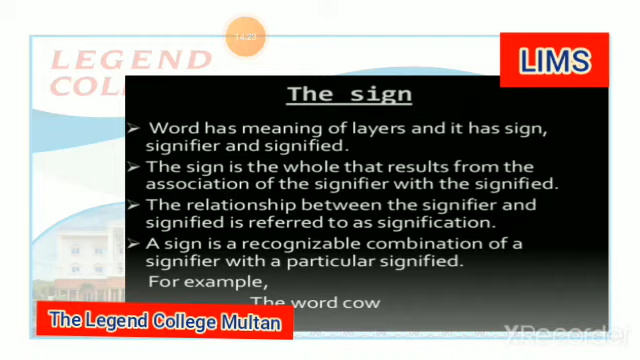 14:23
LEGEND
LIMS
COL
The sign
➢ Word has meaning of layers and it has sign,
signifier and signified.
➢ The sign is the whole that results from the
association of the signifier with the signified.
➢ The relationship between the signifier and
signified is referred to as signification.
➢ A sign is a recognizable combination of a
signifier with a particular signified.
For example,
The word cow
The Legend College Multan
XRecorder